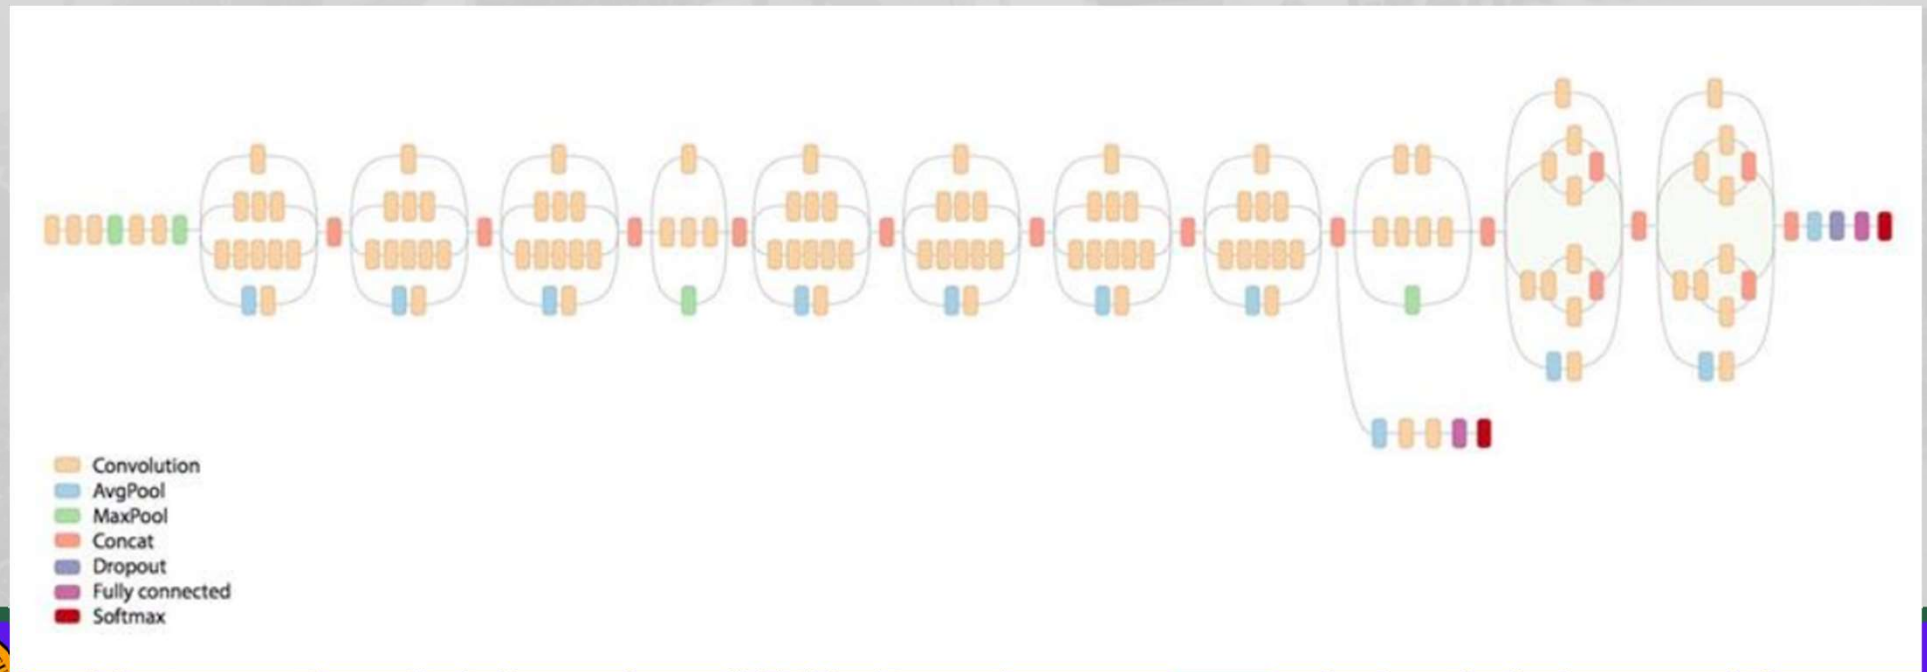 Convolution
AvgPool
MaxPool
Concat
Dropout
Fully connected
Softmax